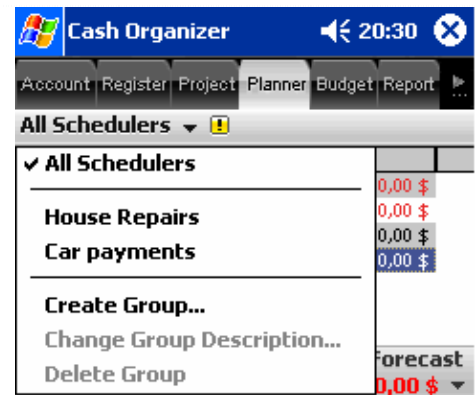 Cash Organizer 20:30
Account Register Project Planner Budget Report
All Schedulers
All Schedulers
0,00 $
House Repairs 0,00 $
0,00 $
Car payments 0,00 $
Create Group...
Change Group Description...
Forecast
Delete Group 0,00 $